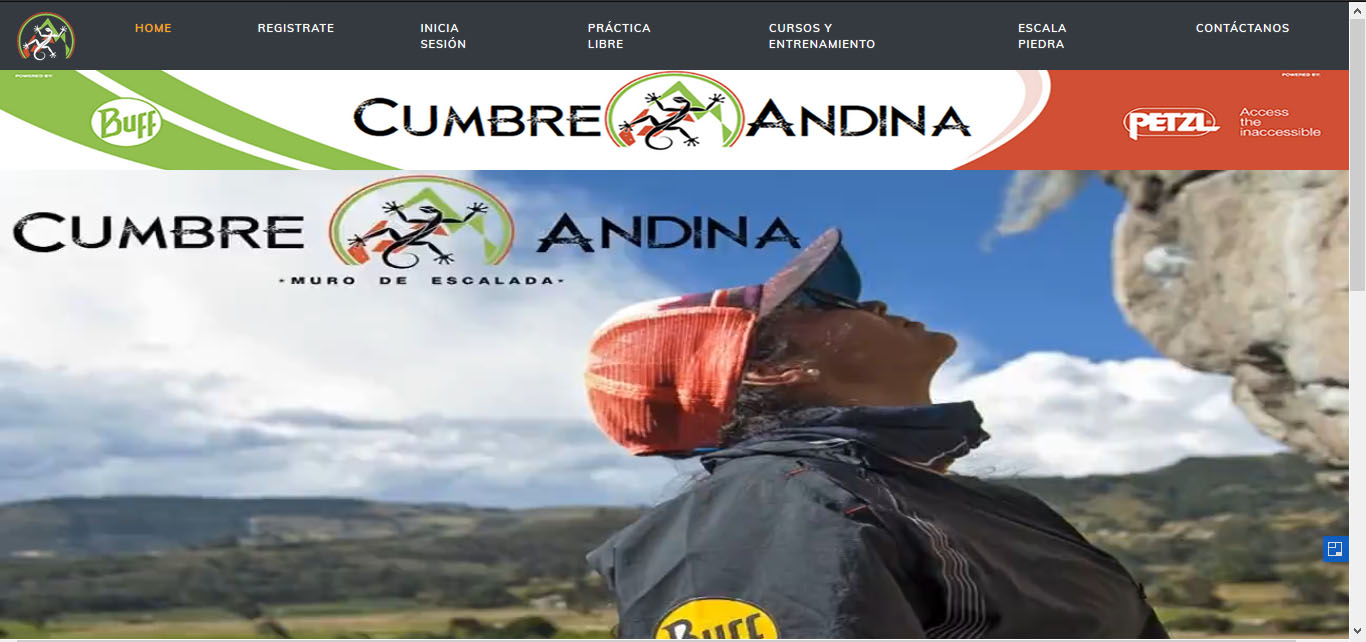 HOME
REGISTRATE
INICIA
SESIÓN
PRÁCTICA
LIBRE
CURSOS Y
ENTRENAMIENTO
ESCALA
PIEDRA
CONTÁCTANOS
POWERED BY:
POWERED BY:
Buff
CUMBRE ANDINA
PETZL
Access
the
inaccessible
CUMBRE ANDINA
-MURO DE ESCALADA-
BUFF